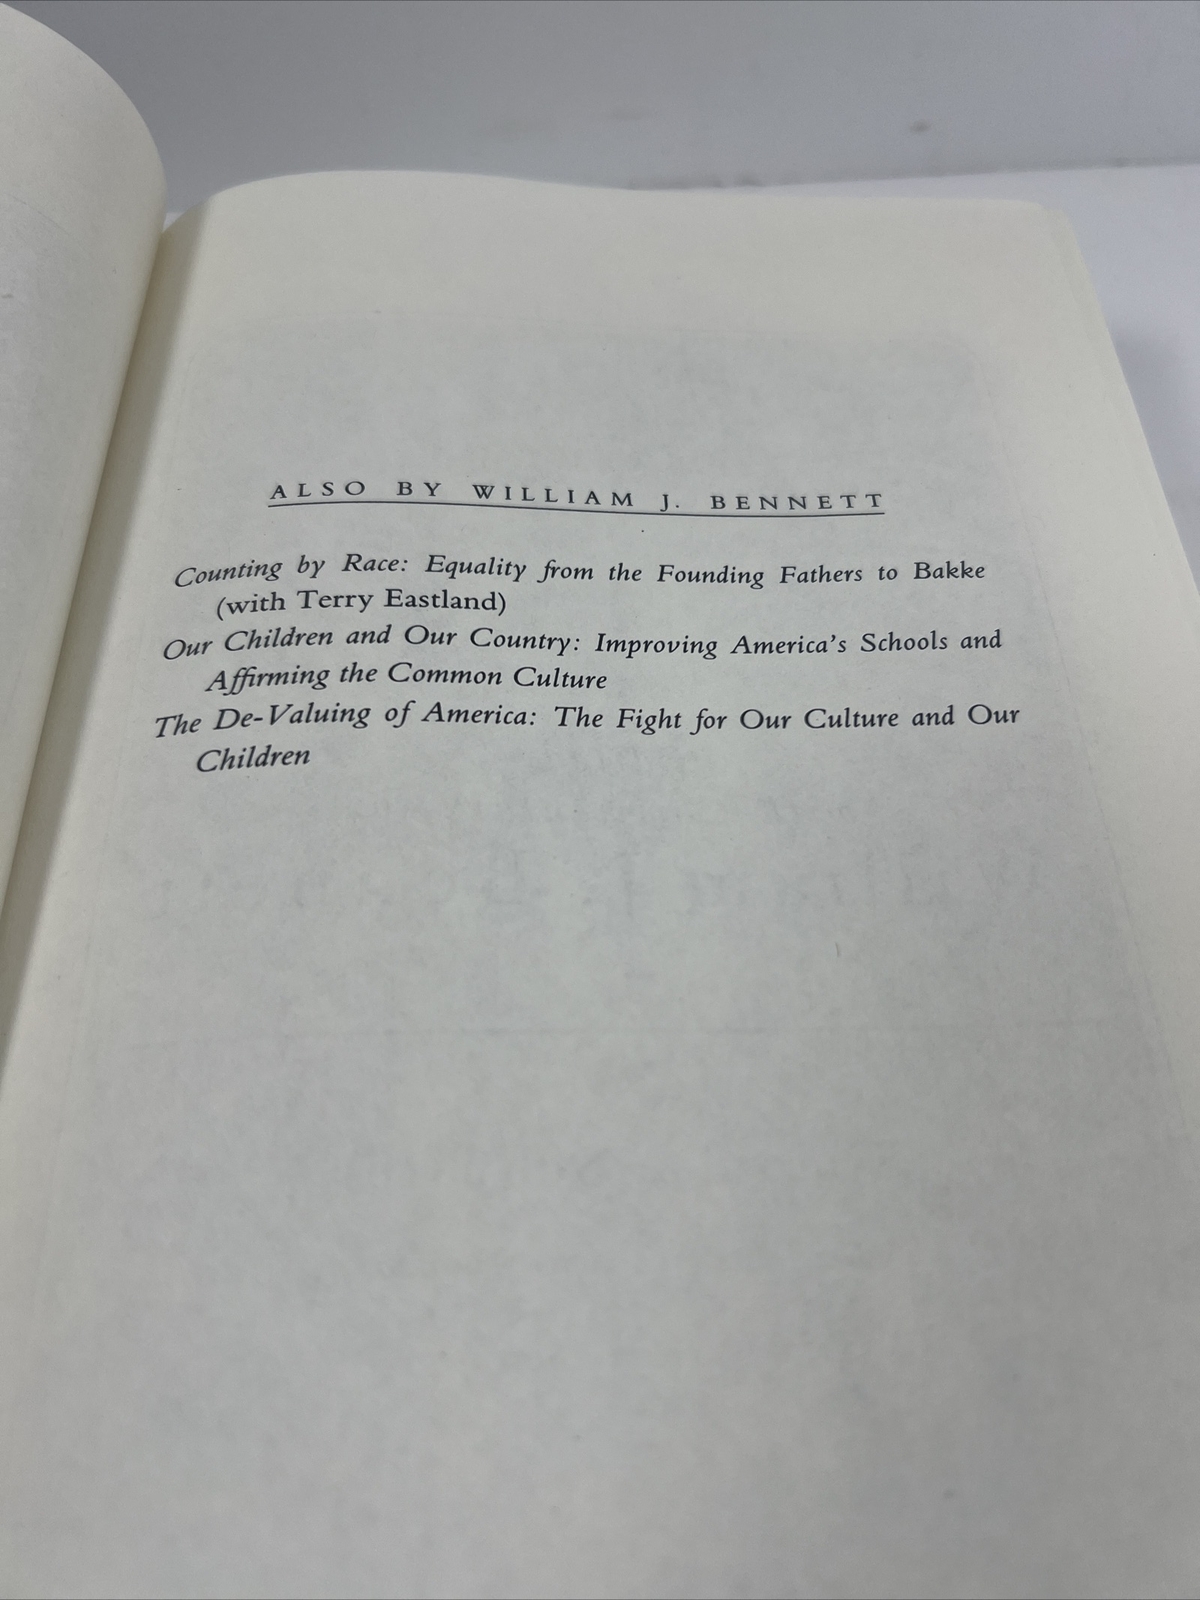 ALSO BY WILLIAM J. BENNETT
Counting by Race: Equality from the Founding Fathers to Bakke
(with Terry Eastland)
Our Children and Our Country: Improving America's Schools and
Affirming the Common Culture
The De-Valuing of America: The Fight for Our Culture and Our
Children